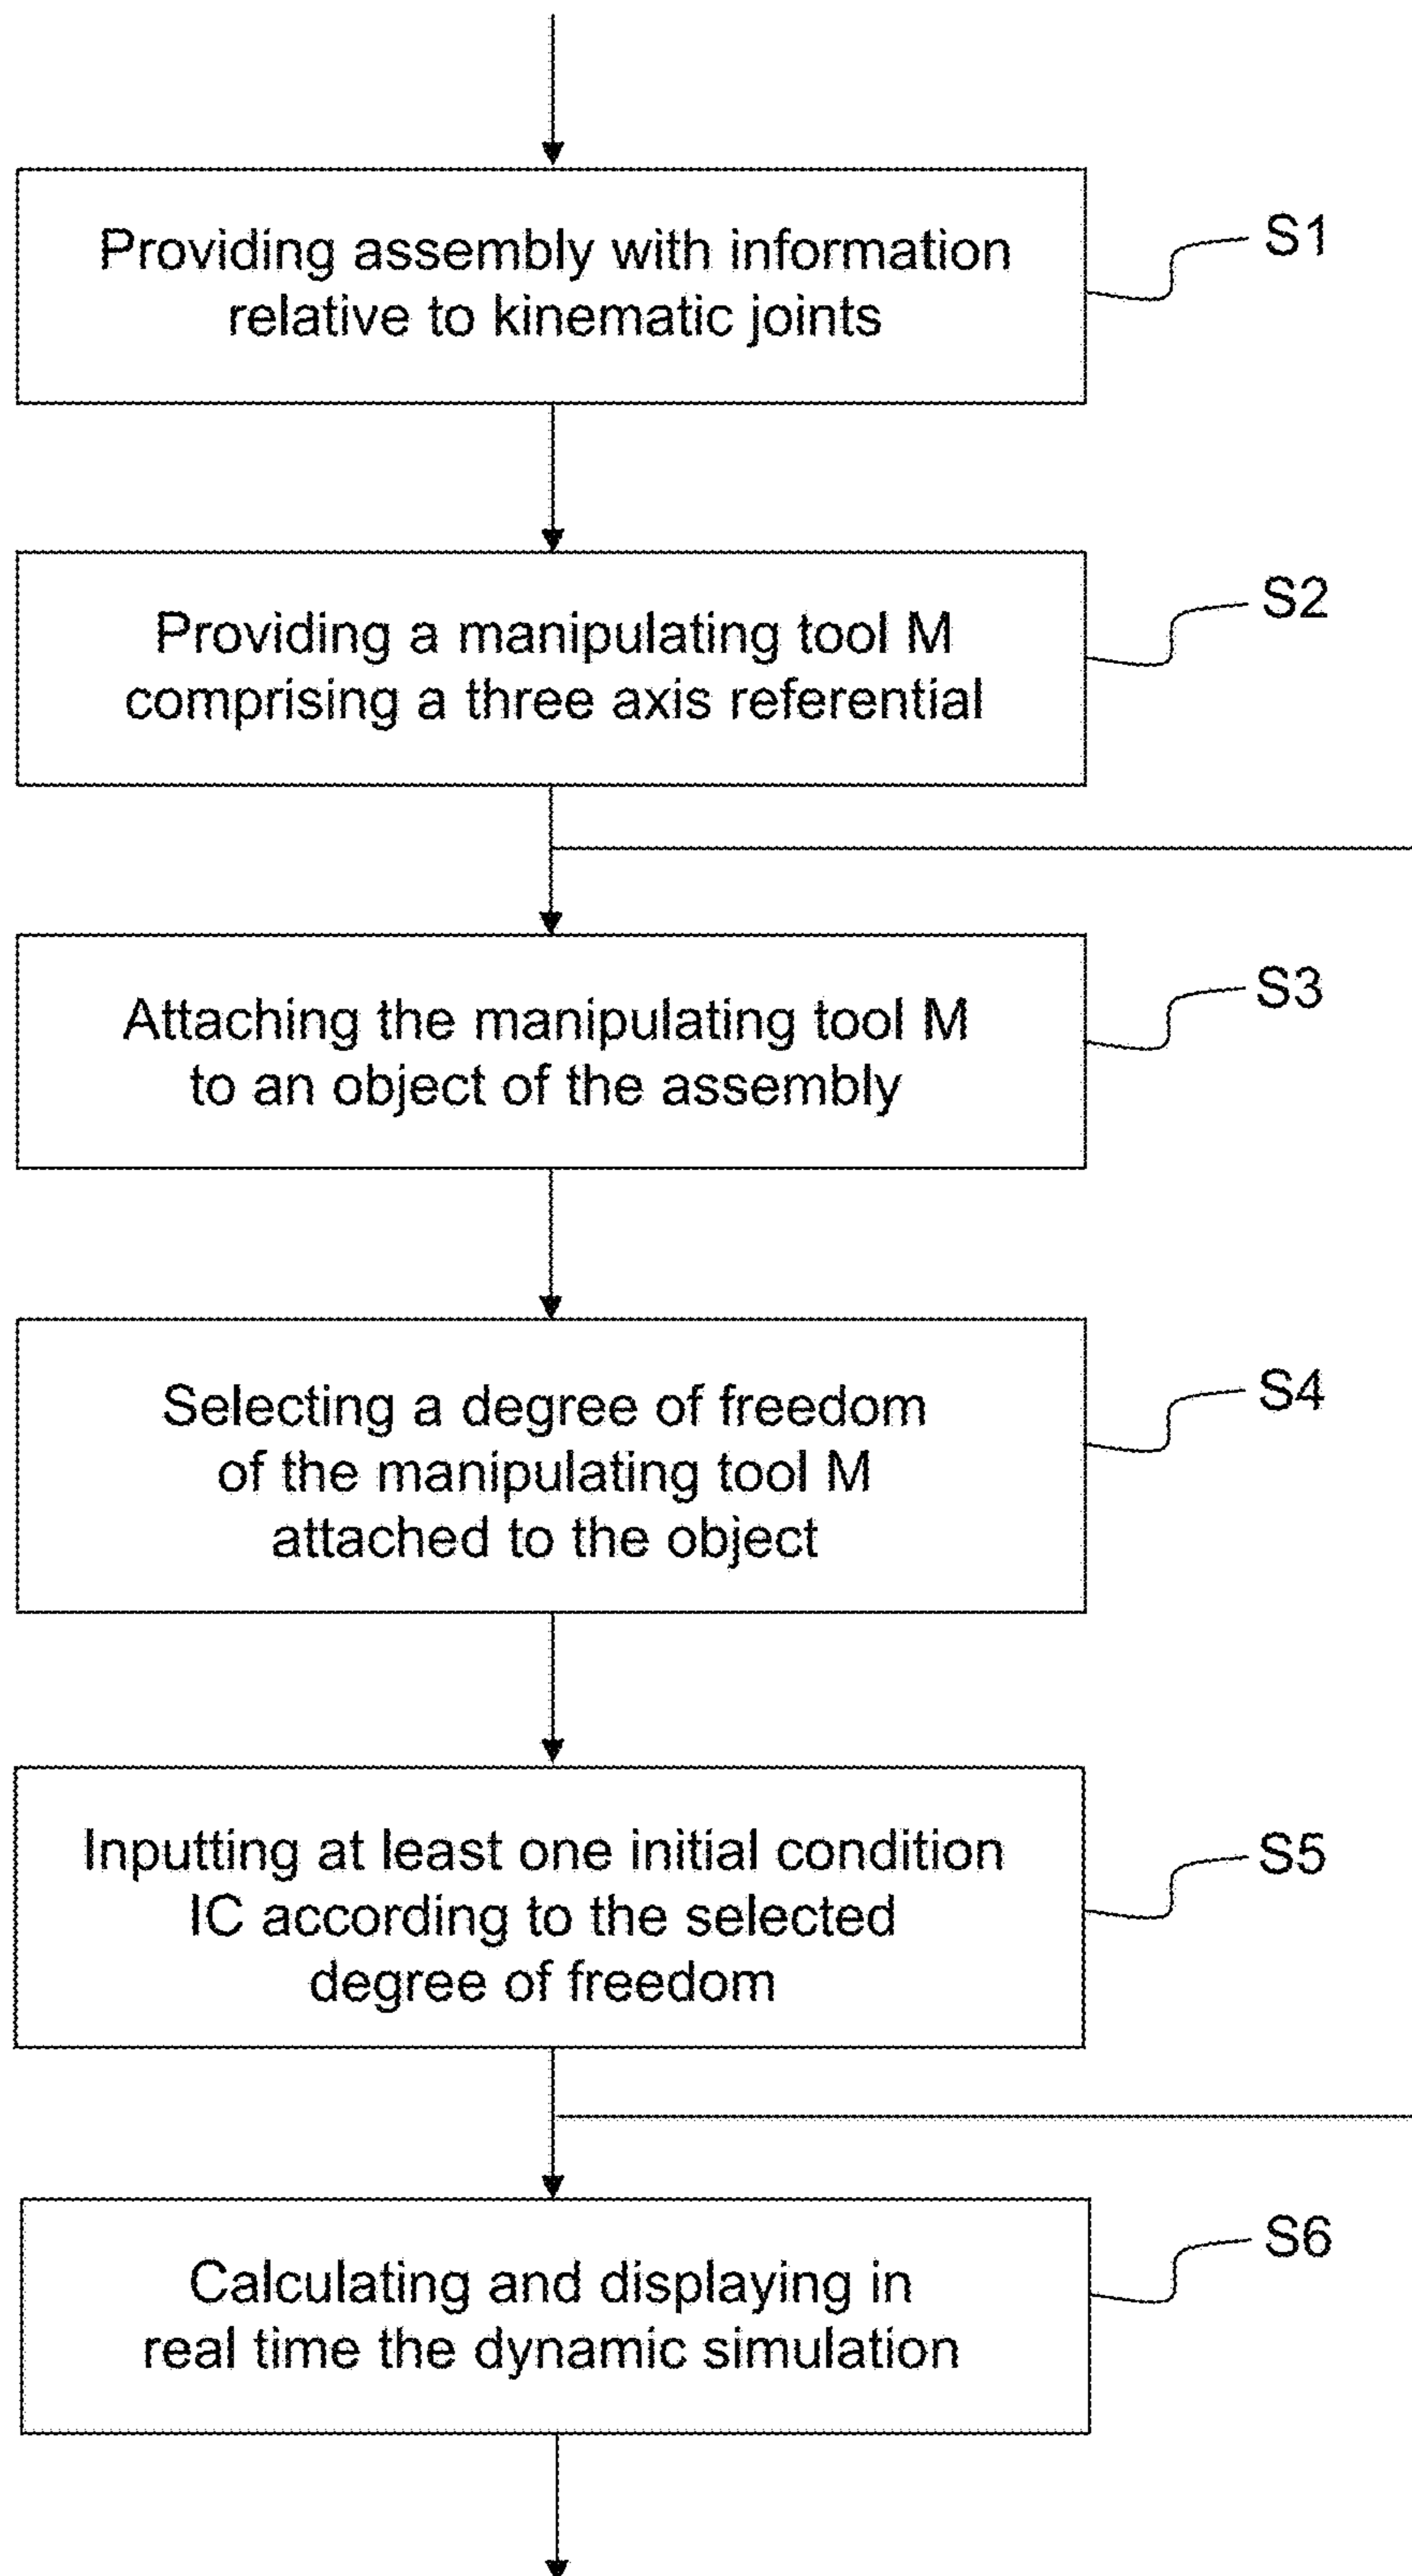 Providing assembly with information
relative to kinematic joints
S1
Providing a manipulating tool M
comprising a three axis referential
S2
Attaching the manipulating tool M
to an object of the assembly
S3
Selecting a degree of freedom
of the manipulating tool M
attached to the object
S4
Inputting at least one initial condition
IC according to the selected
degree of freedom
S5
Calculating and displaying in
real time the dynamic simulation
S6